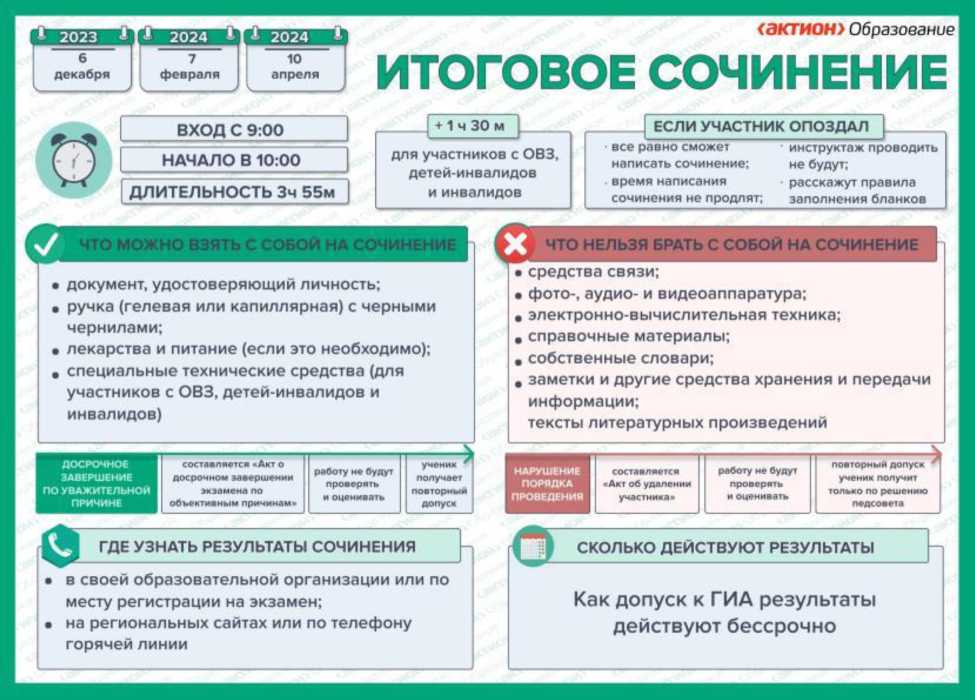 ‹актион› Образование
2023
6
декабря
2024
7
февраля
2024
10
апреля
ИТОГОВОЕ СОЧИНЕНИЕ
ВХОД С 9:00
НАЧАЛО В 10:00
ДЛИТЕЛЬНОСТЬ 3ч 55м
+ 1 ч 30 м
для участников с ОВЗ,
детей-инвалидов
и инвалидов
ЕСЛИ УЧАСТНИК ОПОЗДАЛ
· все равно сможет
написать сочинение;
· время написания
сочинения не продлят;
· инструктаж проводить
не будут;
· расскажут правила
заполнения бланков
ЧТО МОЖНО ВЗЯТЬ С СОБОЙ НА СОЧИНЕНИЕ
• документ, удостоверяющий личность;
• ручка (гелевая или капиллярная) с черными
чернилами;
• лекарства и питание (если это необходимо);
• специальные технические средства (для
участников с ОВЗ, детей-инвалидов и
инвалидов)
ЧТО НЕЛЬЗЯ БРАТЬ С СОБОЙ НА СОЧИНЕНИЕ
• средства связи;
• фото-, аудио- и видеоаппаратура;
• электронно-вычислительная техника;
• справочные материалы;
• собственные словари;
• заметки и другие средства хранения и передачи
информации;
тексты литературных произведений
ДОСРОЧНОЕ
ЗАВЕРШЕНИЕ
ПО УВАЖИТЕЛЬНОЙ
ПРИЧИНЕ
составляется «Акт о
досрочном завершении
экзамена по
объективным причинам»
работу не будут
проверять
и оценивать
ученик
получает
повторный
допуск
НАРУШЕНИЕ
ПОРЯДКА
ПРОВЕДЕНИЯ
составляется
«Акт об удалении
участника»
работу не будут
проверять
и оценивать
повторный допуск
ученик получит
только по решению
педсовета
ГДЕ УЗНАТЬ РЕЗУЛЬТАТЫ СОЧИНЕНИЯ
• в своей образовательной организации или по
месту регистрации на экзамен;
• на региональных сайтах или по телефону
горячей линии
СКОЛЬКО ДЕЙСТВУЮТ РЕЗУЛЬТАТЫ
Как допуск к ГИА результаты
действуют бессрочно